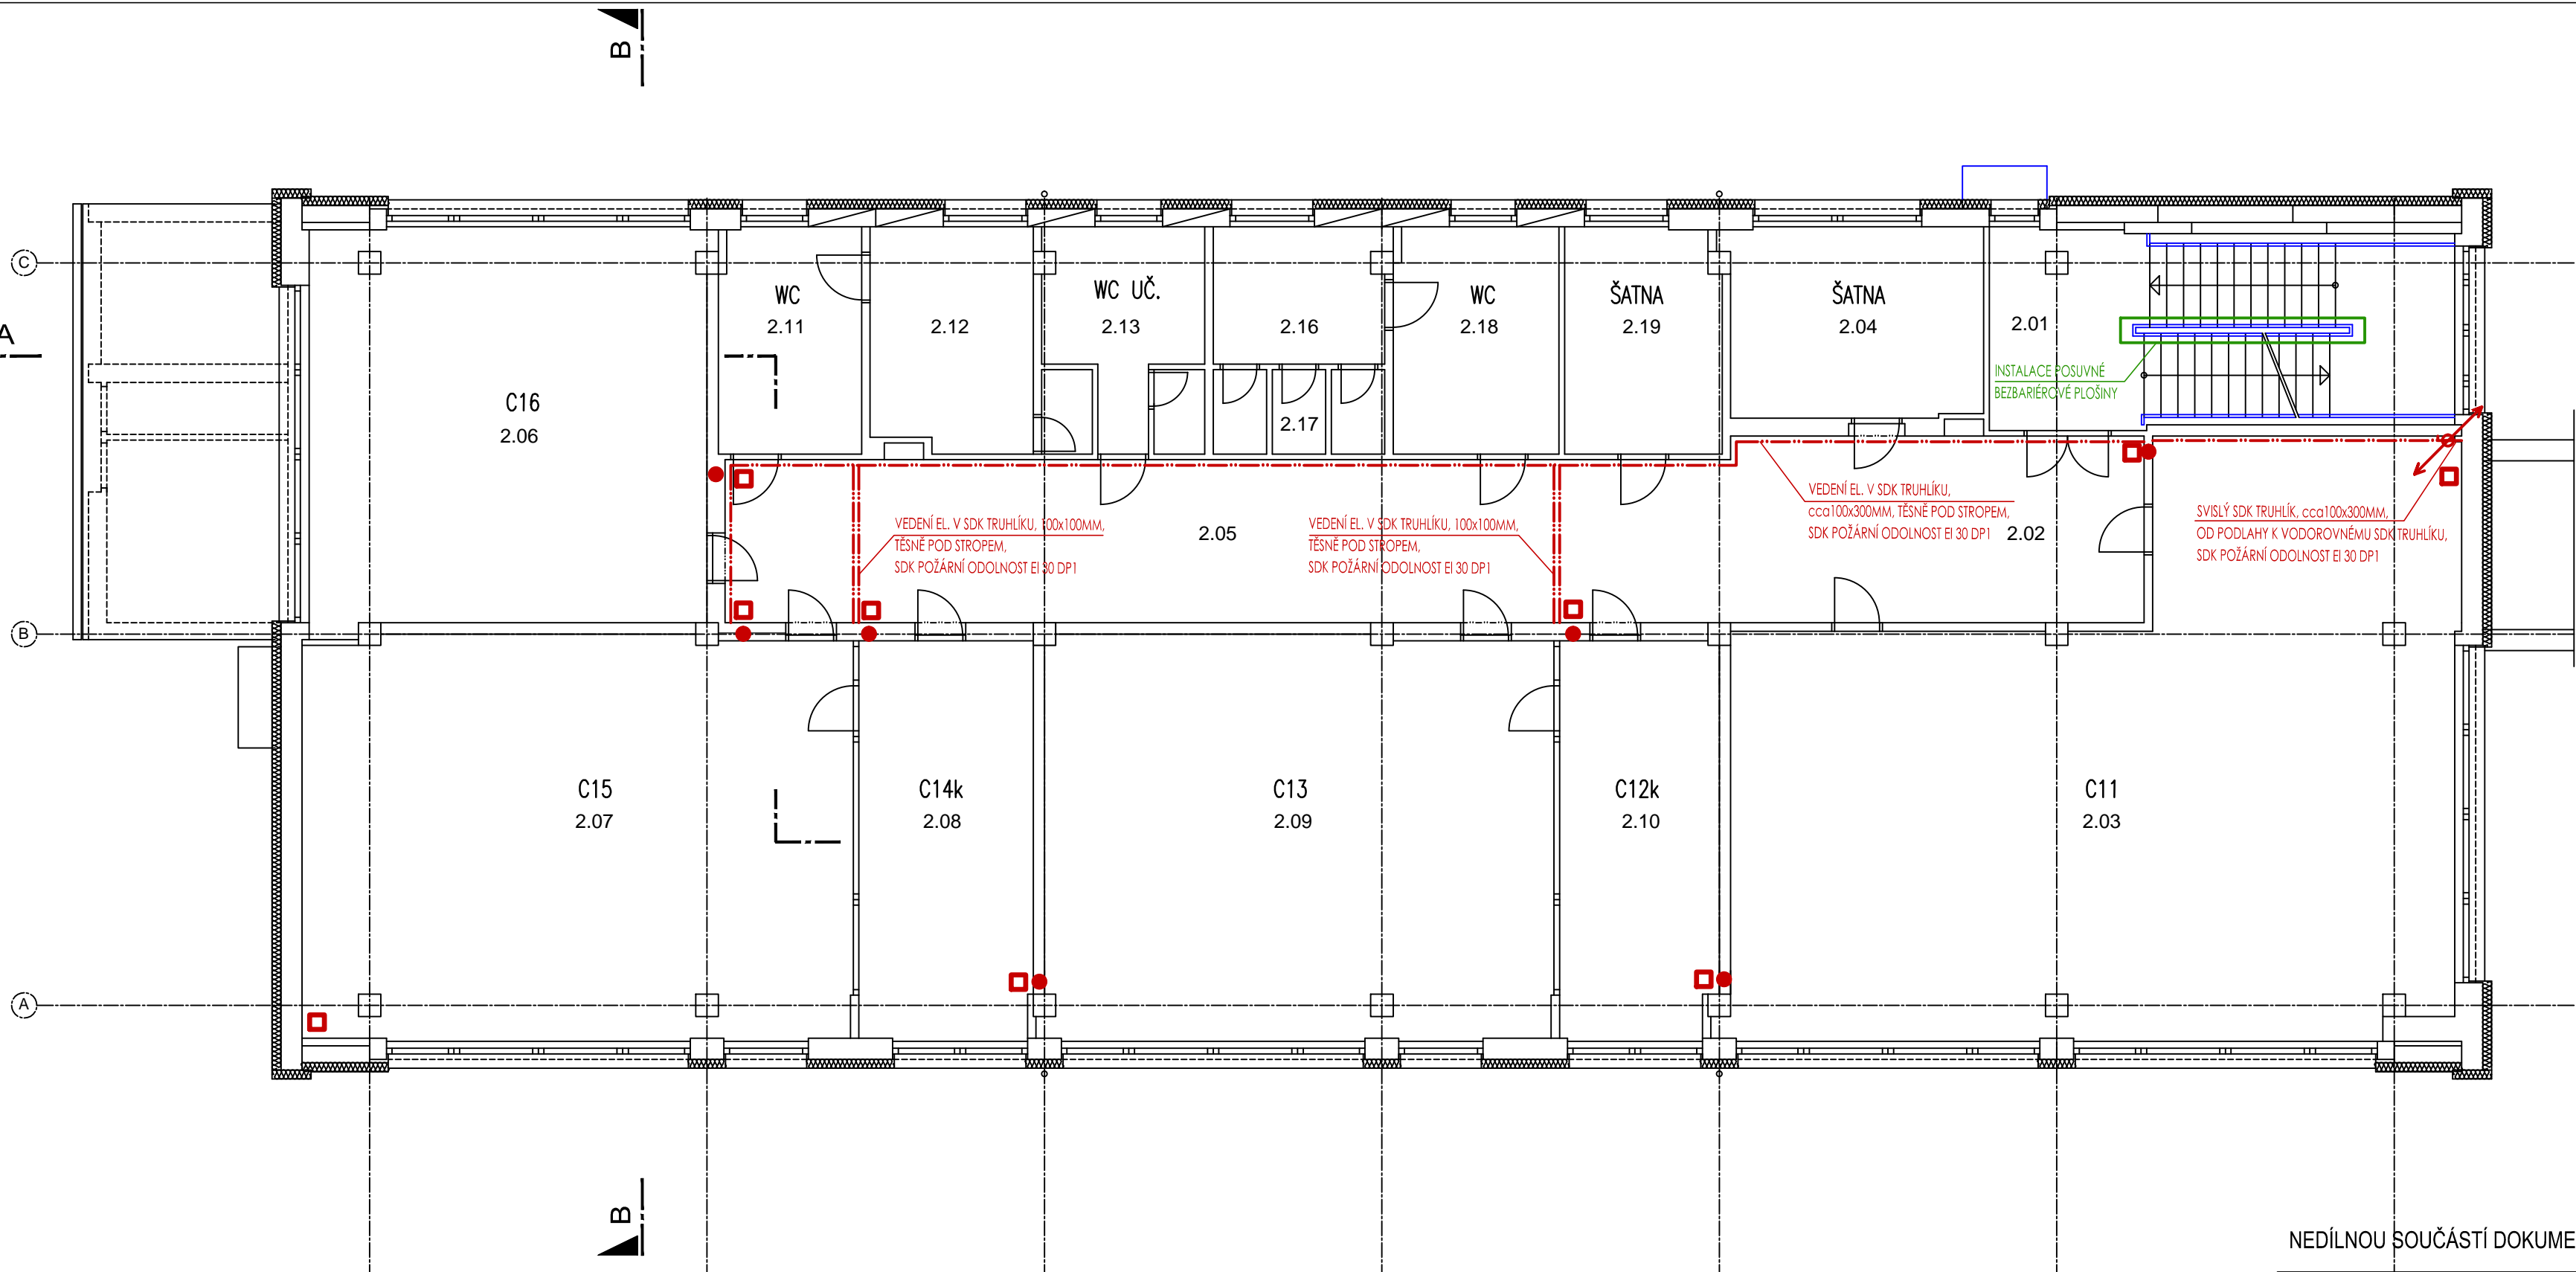 B
C
A
WC
2.11
2.12
WC UČ.
2.13
2.16
WC
2.18
ŠATNA
2.19
ŠATNA
2.04
2.01
INSTALACE POSUVNÉ
BEZBARIÉROVÉ PLOŠINY
C16
2.06
2.17
VEDENÍ EL. V SDK TRUHLÍKU, 100x100MM,
TĚSNĚ POD STROPEM,
SDK POŽÁRNÍ ODOLNOST EI 30 DP1
2.05
VEDENÍ EL. V SDK TRUHLÍKU, 100x100MM,
TĚSNĚ POD STROPEM,
SDK POŽÁRNÍ ODOLNOST EI 30 DP1
VEDENÍ EL. V SDK TRUHLÍKU,
cca100x300MM, TĚSNĚ POD STROPEM,
SDK POŽÁRNÍ ODOLNOST EI 30 DP1
2.02
SVISLÝ SDK TRUHLÍK, cca100x300MM,
OD PODLAHY K VODOROVNÉMU SDK TRUHLÍKU,
SDK POŽÁRNÍ ODOLNOST EI 30 DP1
B
C15
2.07
C14k
2.08
C13
2.09
C12k
2.10
C11
2.03
A
B
NEDÍLNOU SOUČÁSTÍ DOKUME